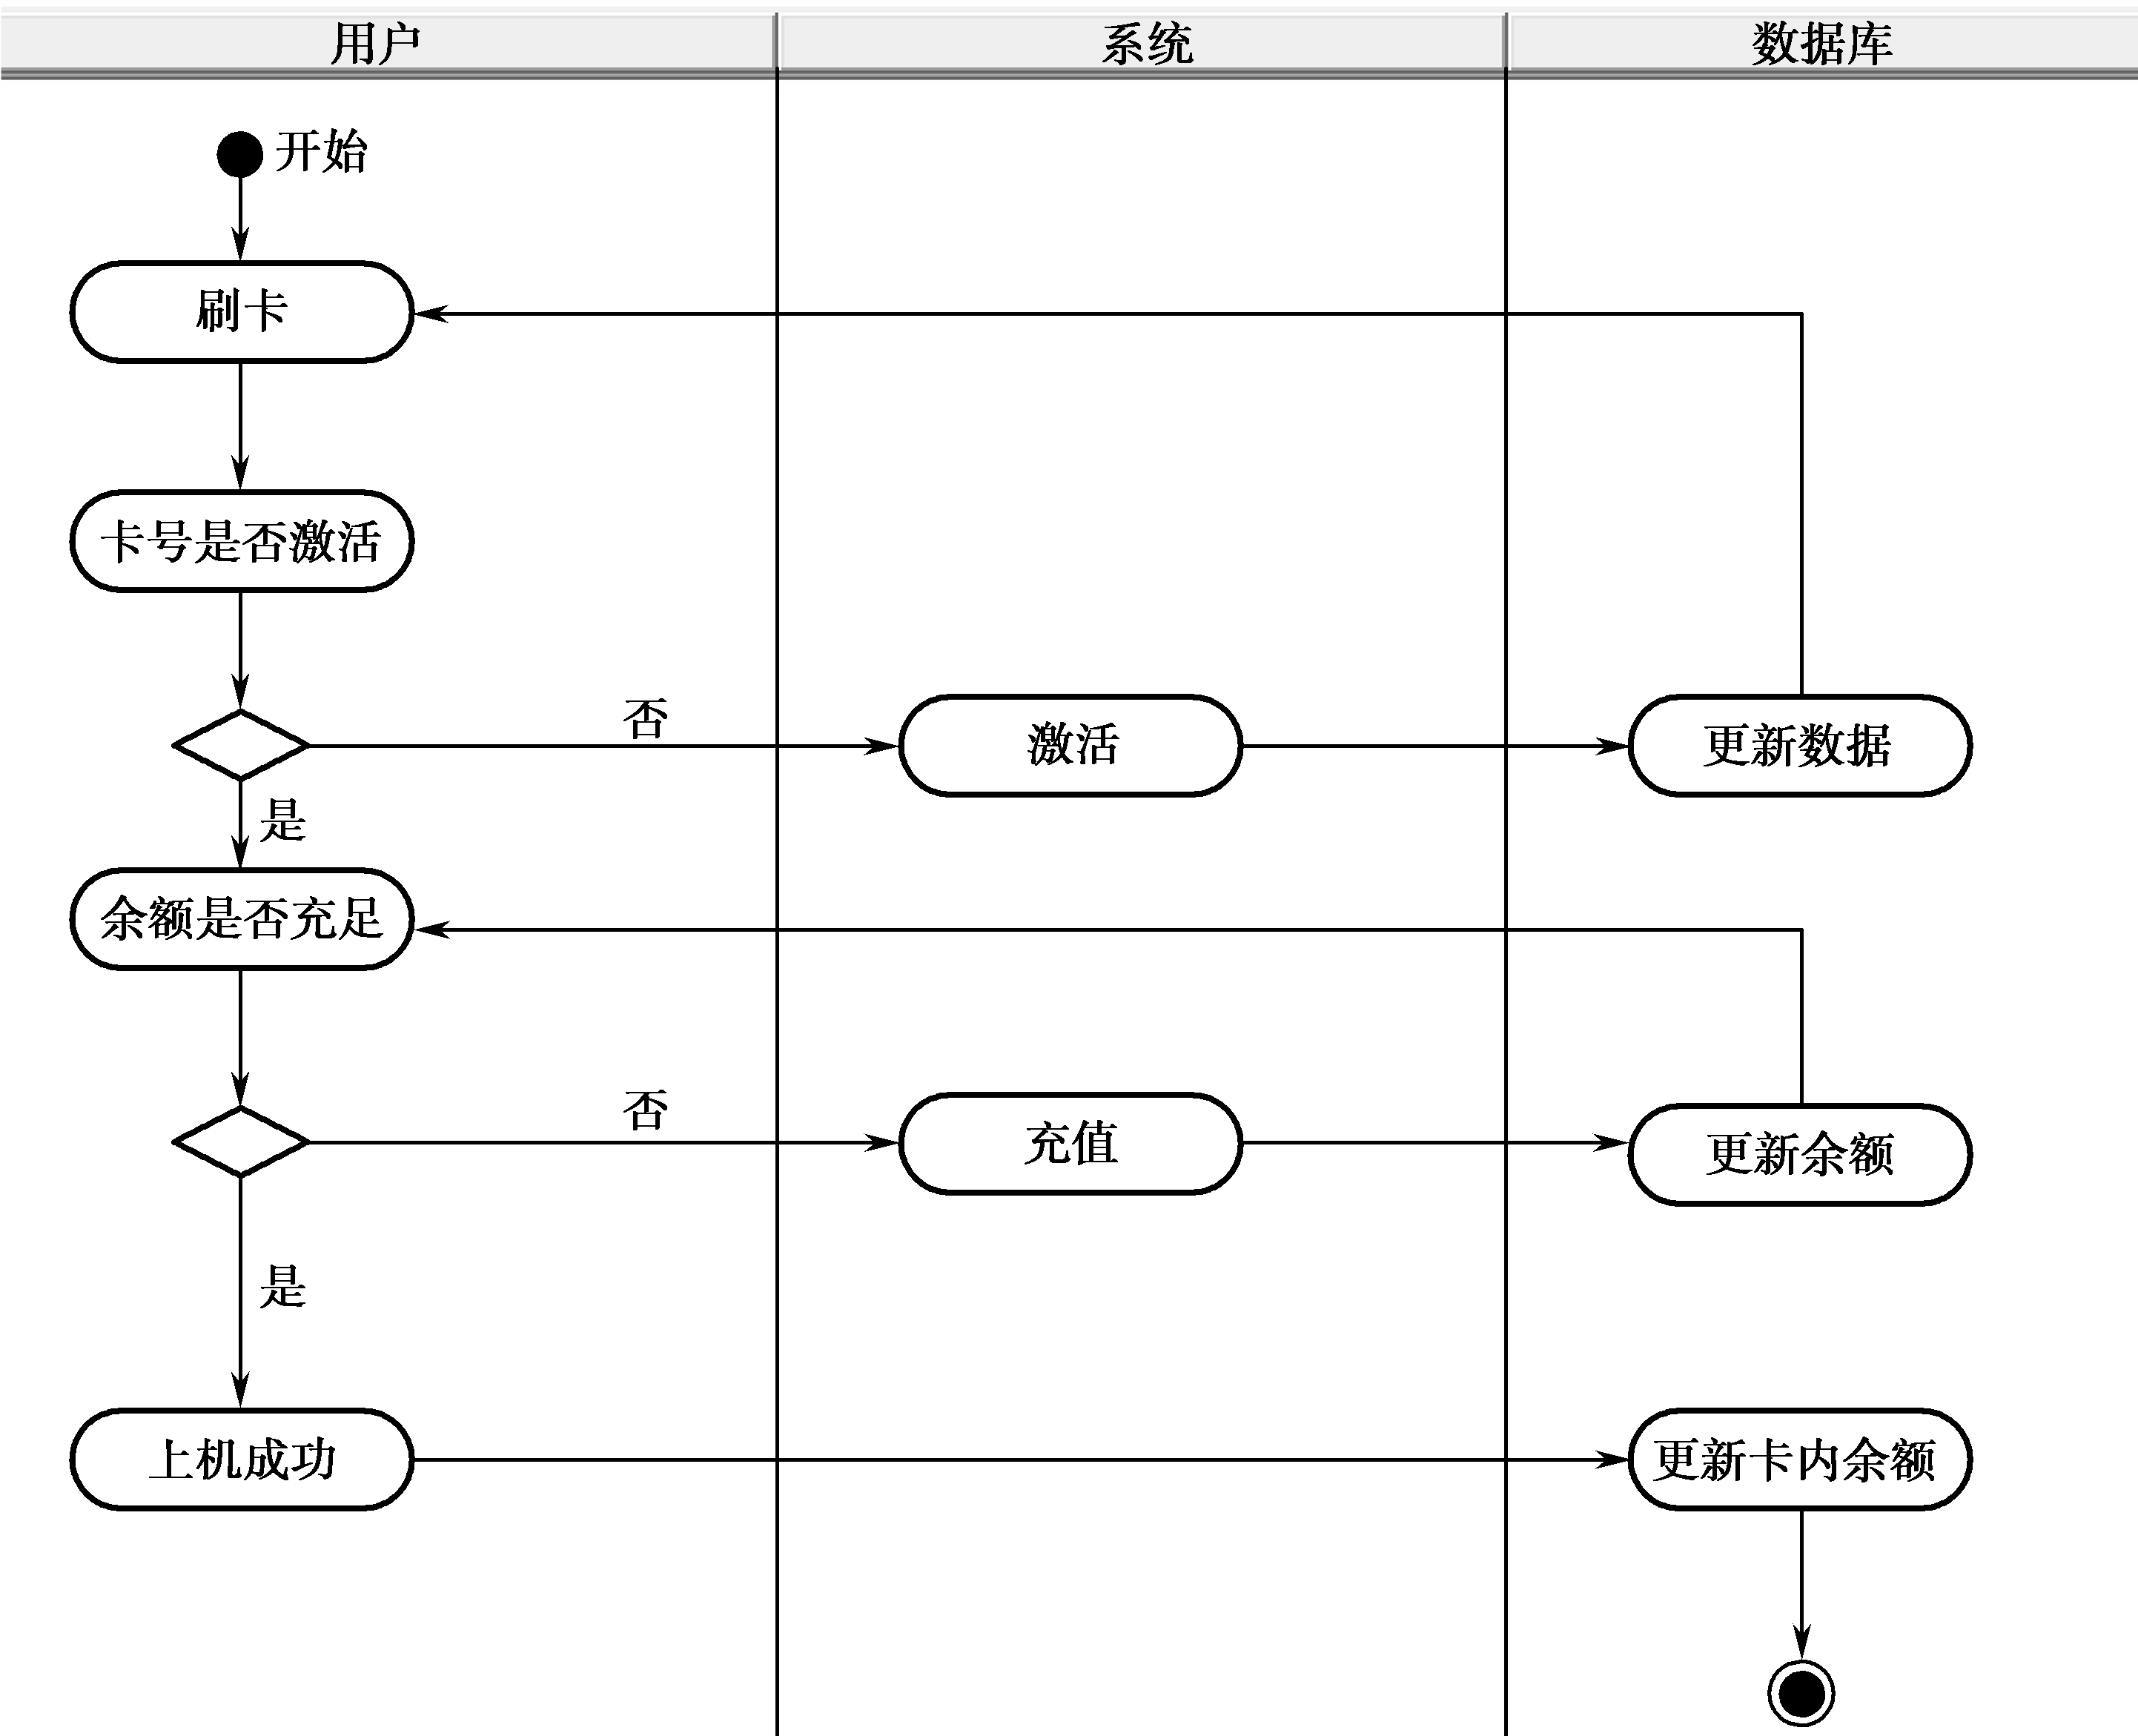 用户
系统
数据库
开始
刷卡
卡号是否激活
否
激活
更新数据
是
余额是否充足
否
充值
更新余额
是
上机成功
更新卡内余额